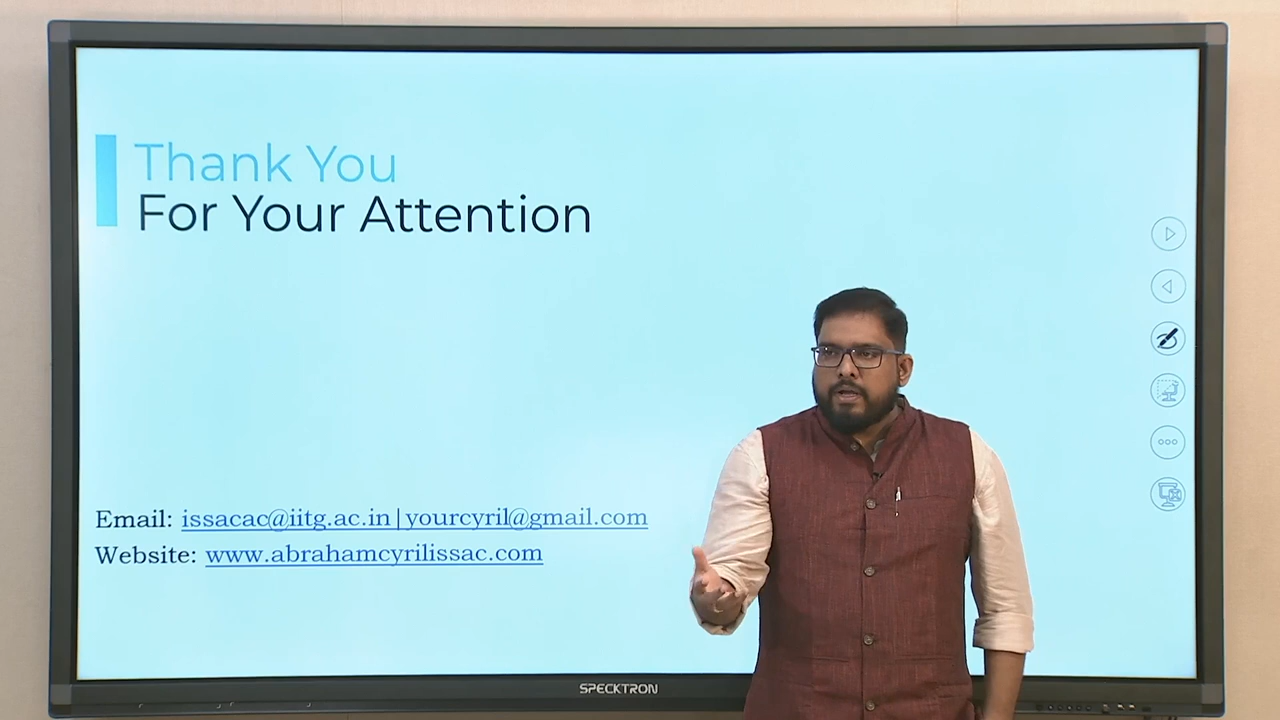 Thank You
For Your Attention
Email: issacac@iitg.ac.in|yourcyril@gmail.com
Website: www.abrahamcyrilissac.com
SPECKTRON